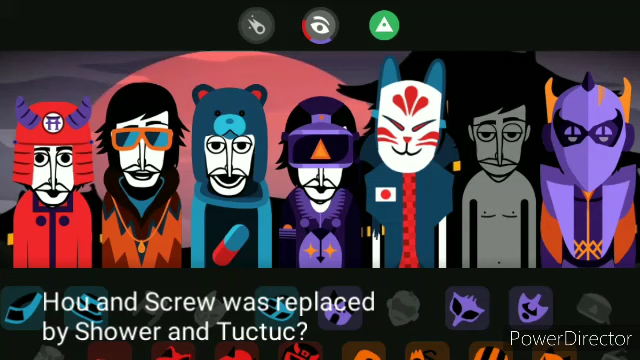 Hou and Screw was replaced
by Shower and Tuctuc?
PowerDirector